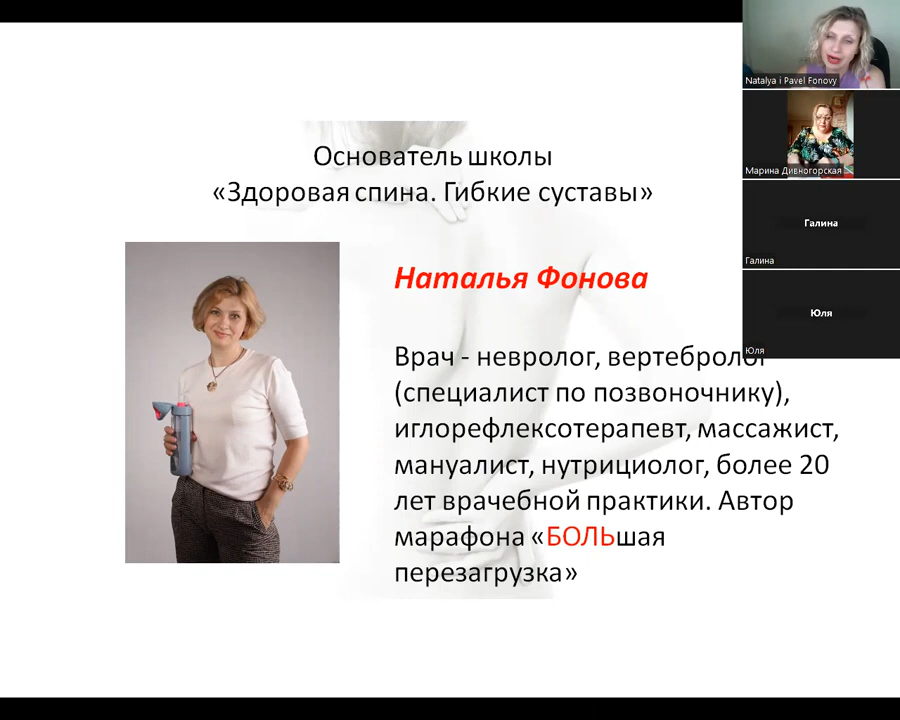 Основатель школы
«Здоровая спина. Гибкие суставы»
Наталья Фонова
Врач - невролог, вертебролог
(специалист по позвоночнику),
иглорефлексотерапевт, массажист,
мануалист, нутрициолог, более 20
лет врачебной практики. Автор
марафона «БОЛЬшая
перезагрузка»
Natalya i Pavel Fonovy
Марина Дивногорская
Галина
Галина
Юля
Юля